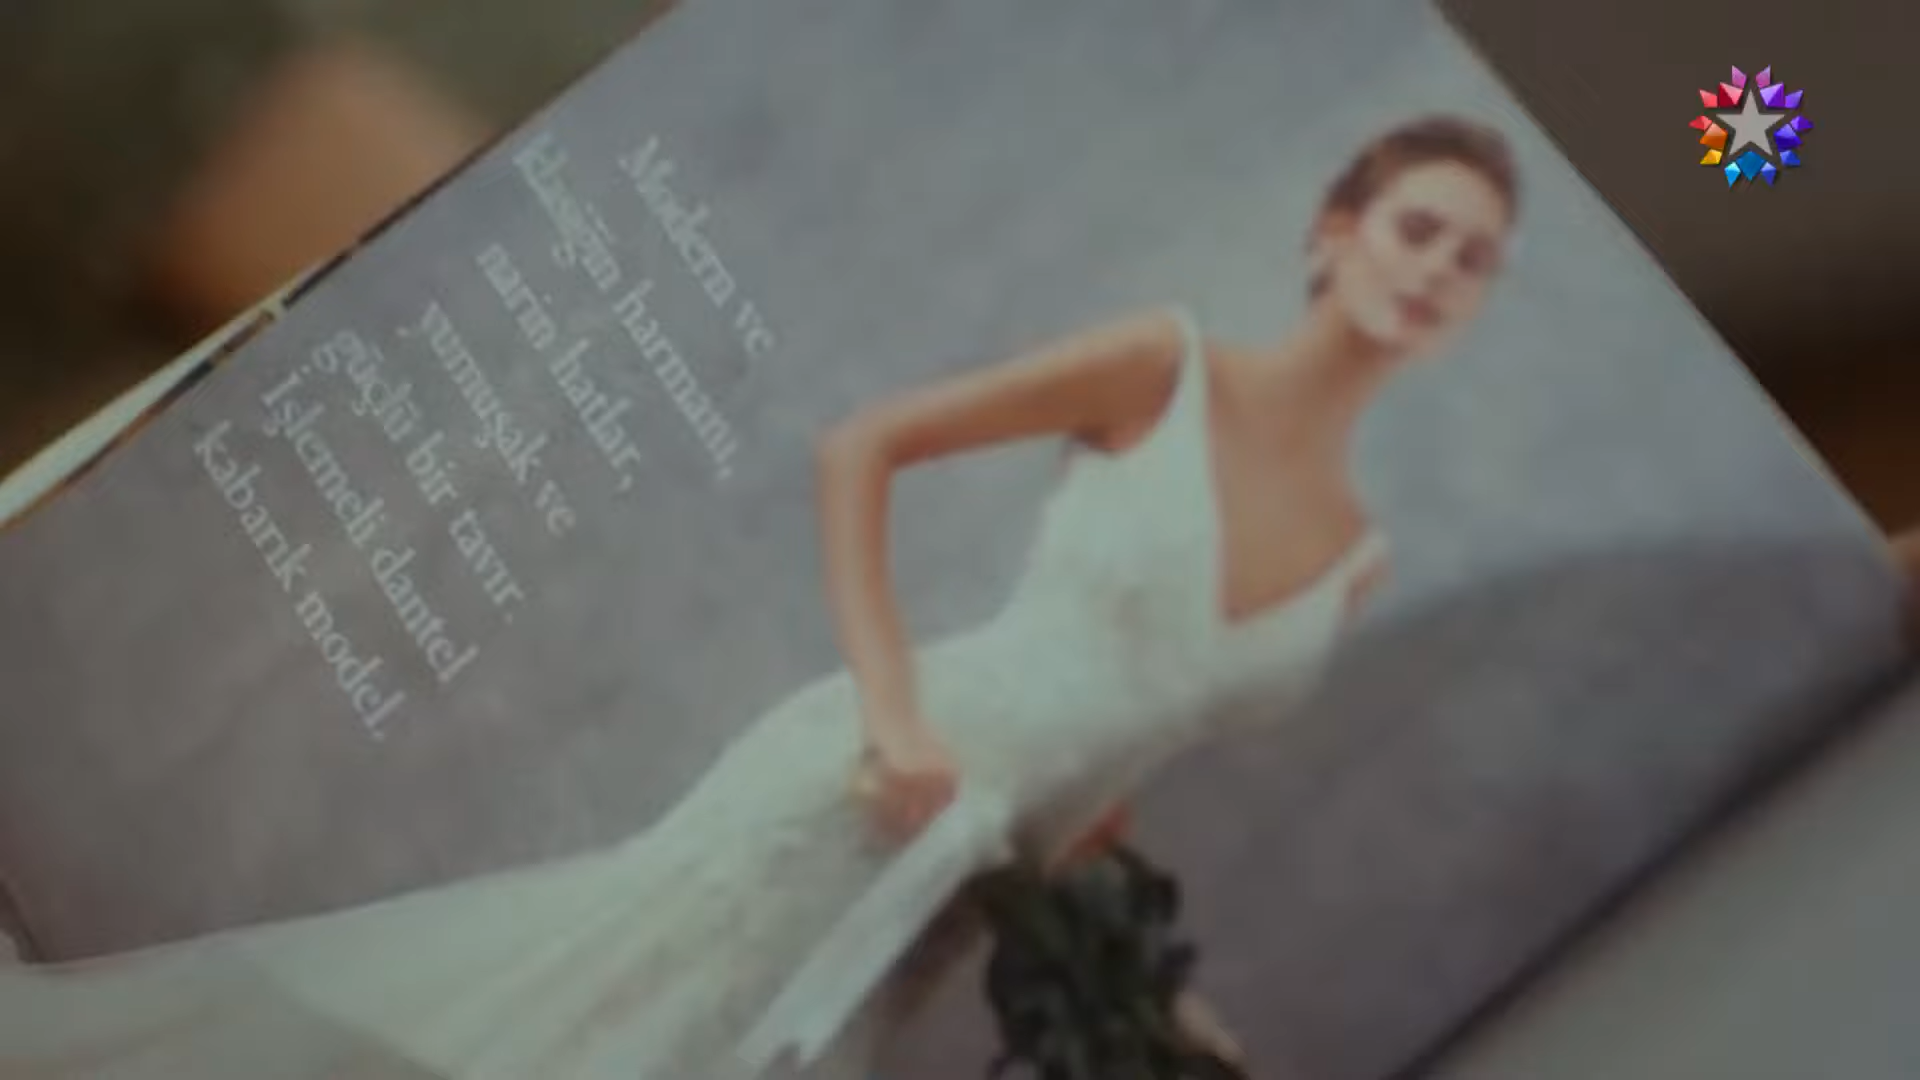 Modern ve
klasiğin harmanı,
narin hatlar,
yumuşak ve
güçlü bir tavır.
İşlemeli dantel
kabarık model.